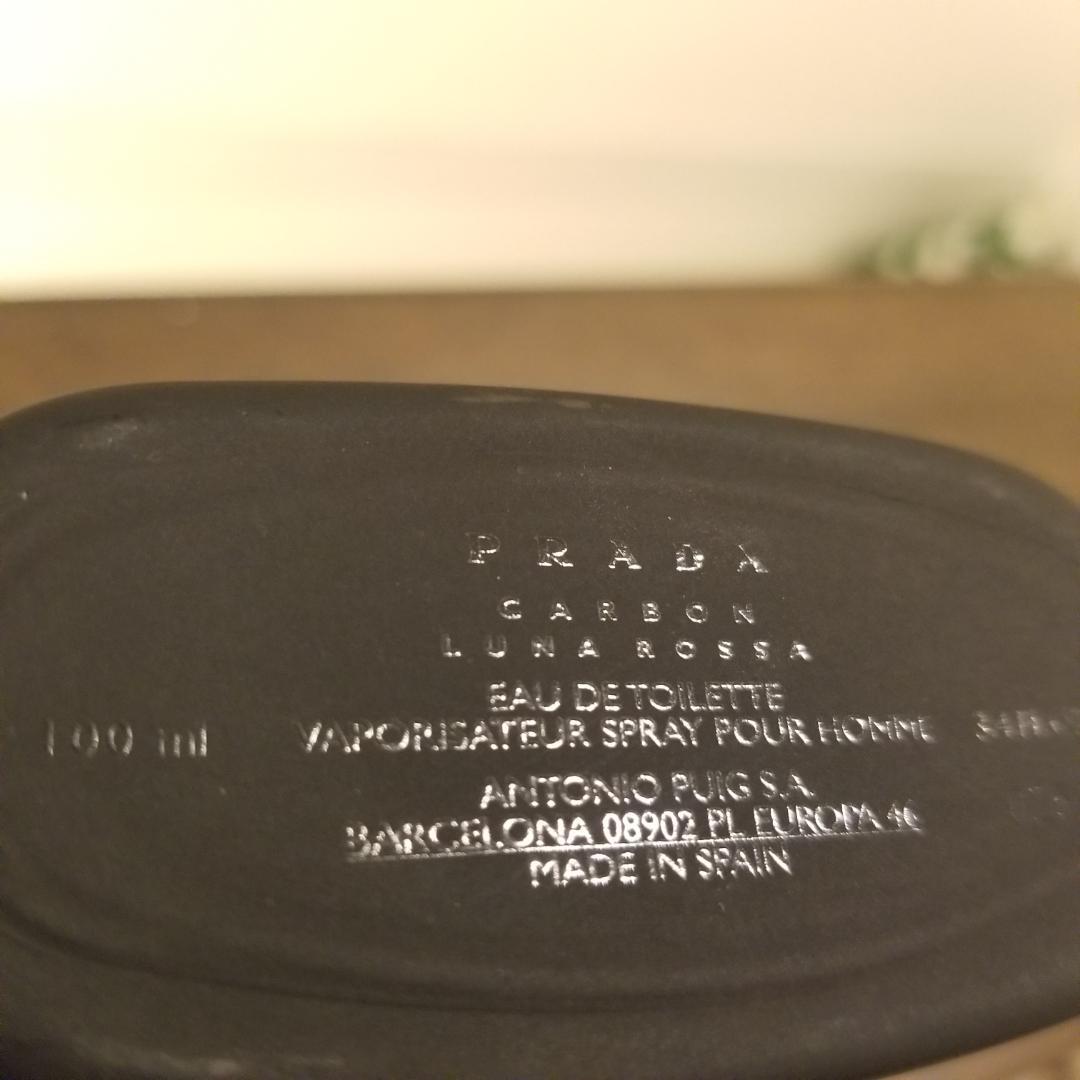 PRADA
CARBON
LUNA ROSSA
EAU DE TOILETTE
100 ml VAPORISATEUR SPRAY POUR HOMME
ANTONIO PUIG S.A.
BARCELONA 08902 PL. EUROPA 46
MADE IN SPAIN